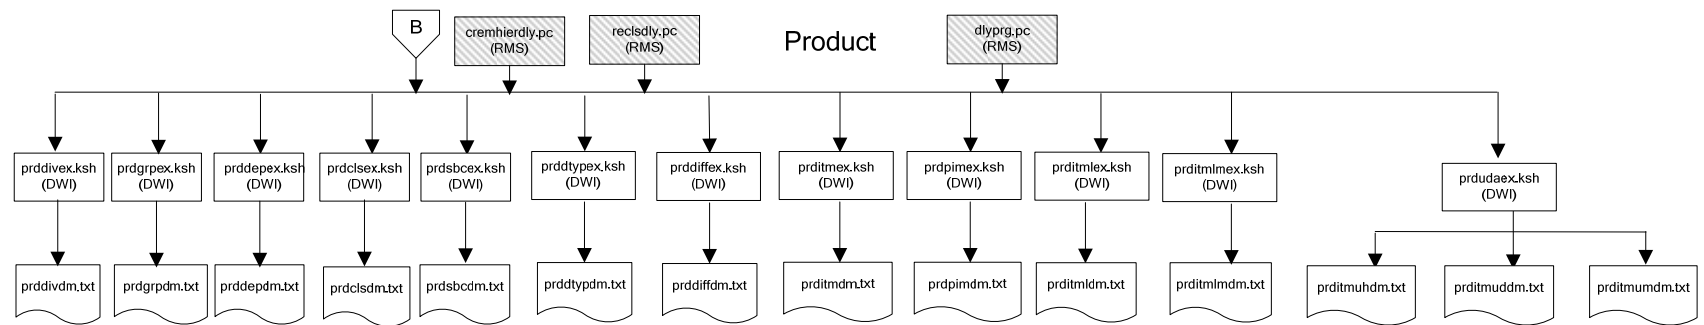 B
cremhierdly.pc
(RMS)
reclsdly.pc
(RMS)
Product
dlyprg.pc
(RMS)
prddivex.ksh
(DWI)
prdgrpex.ksh
(DWI)
prddepex.ksh
(DWI)
prdclsex.ksh
(DWI)
prdsbcex.ksh
(DWI)
prddtypex.ksh
(DWI)
prddiffex.ksh
(DWI)
prditmex.ksh
(DWI)
prdpimex.ksh
(DWI)
prditmlex.ksh
(DWI)
prditmlmex.ksh
(DWI)
prdudaex.ksh
(DWI)
prddivdm.txt
prdgrpdm.txt
prddepdm.txt
prdclsdm.txt
prdsbcdm.txt
prddtypdm.txt
prddiffdm.txt
prditmdm.txt
prdpimdm.txt
prditmldm.txt
prditmlmdm.txt
prditmuhdm.txt
prditmuddm.txt
prditmumdm.txt